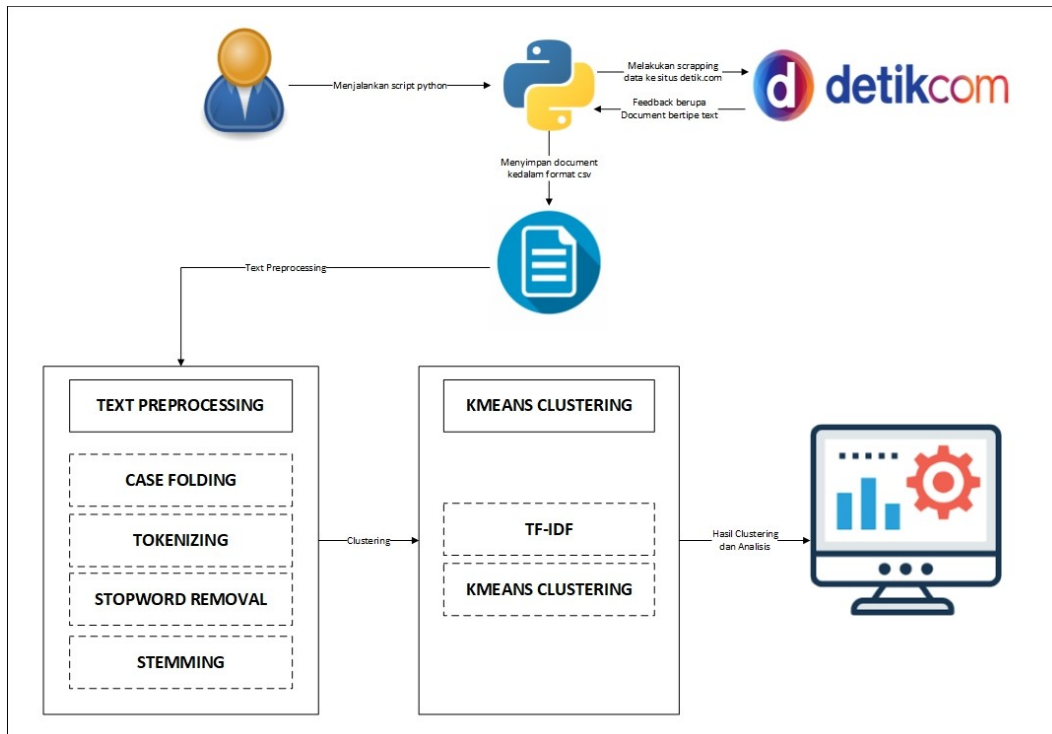 Menjalankan script python
Melakukan scrapping
data ke situs detik.com
Feedback berupa
Document bertipe text
d detikcom
Menyimpan document
kedalam format csv
Text Preprocessing
TEXT PREPROCESSING
CASE FOLDING
TOKENIZING
STOPWORD REMOVAL
STEMMING
Clustering
KMEANS CLUSTERING
TF-IDF
KMEANS CLUSTERING
Hasil Clustering
dan Analisis